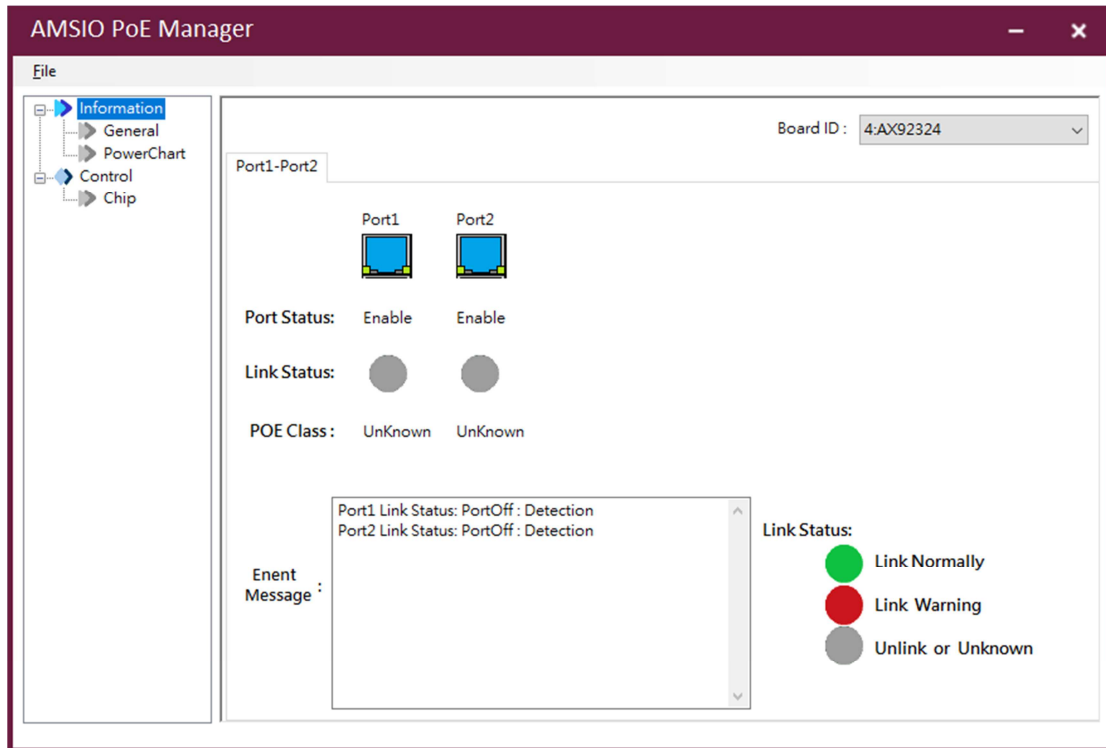 AMSIO PoE Manager
File
Information
General
PowerChart
Control
Chip
Board ID : 4:AX92324
Port1-Port2
Port1 Port2
Port Status: Enable Enable
Link Status:
POE Class : UnKnown UnKnown
Port1 Link Status: PortOff : Detection
Port2 Link Status: PortOff : Detection
Enent
Message :
Link Status:
Link Normally
Link Warning
Unlink or Unknown